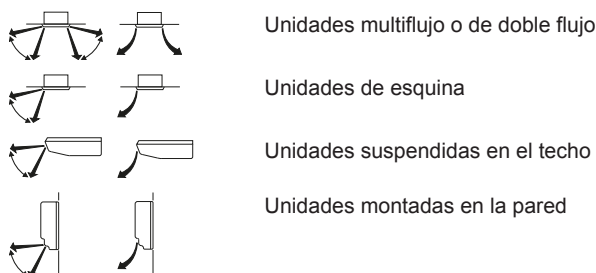 Unidades multiflujo o de doble flujo
Unidades de esquina
Unidades suspendidas en el techo
Unidades montadas en la pared